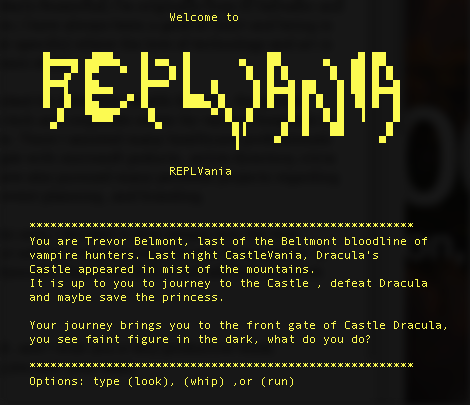 Welcome to
REPLVANIA
REPLVania
*******************************************************
You are Trevor Belmont, last of the Beltmont bloodline of
vampire hunters. Last night CastleVania, Dracula's
Castle appeared in mist of the mountains.
It is up to you to journey to the Castle , defeat Dracula
and maybe save the princess.
Your journey brings you to the front gate of Castle Dracula,
you see faint figure in the dark, what do you do?
*******************************************************
Options: type (look), (whip) ,or (run)